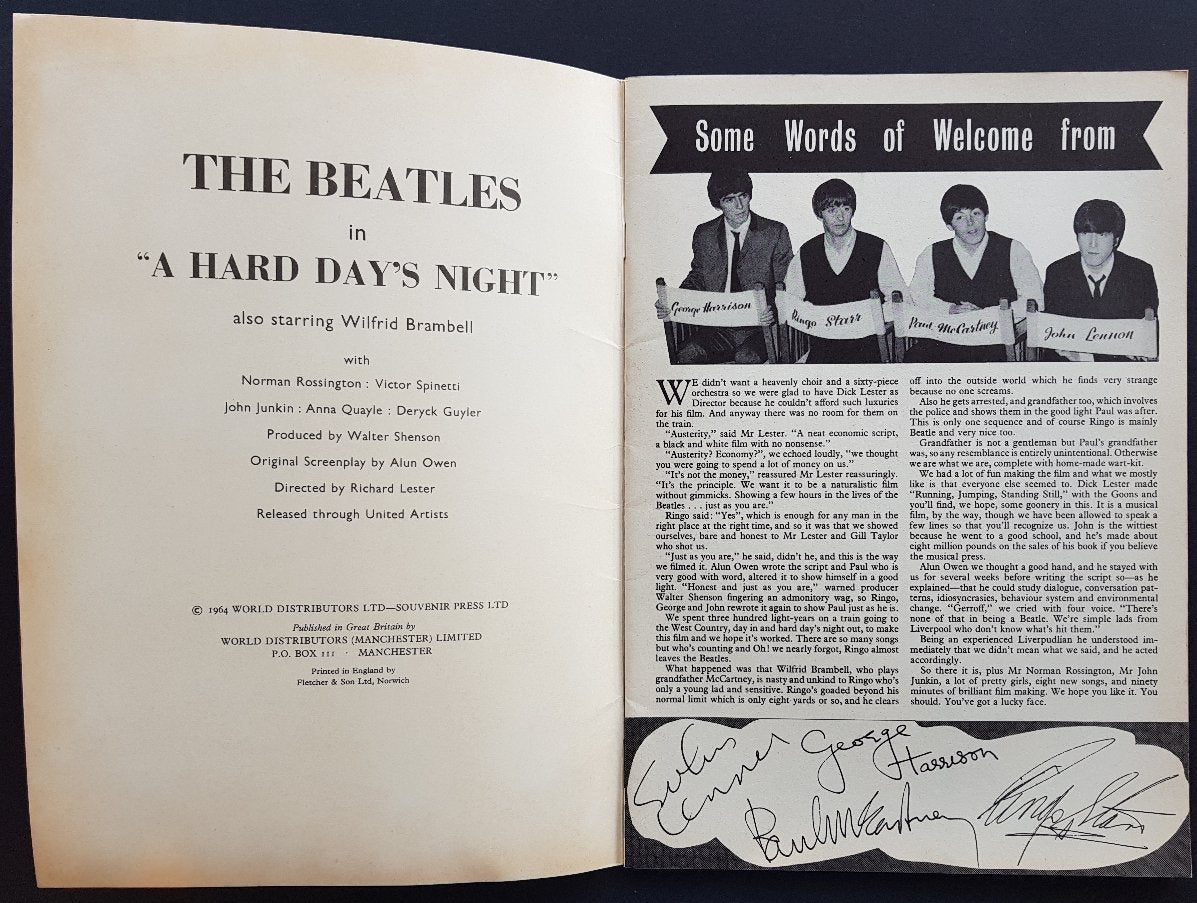 THE BEATLES
in
“A HARD DAY’S NIGHT”
also starring Wilfrid Brambell
with
Norman Rossington : Victor Spinetti
John Junkin : Anna Quayle : Deryck Guyler
Produced by Walter Shenson
Original Screenplay by Alun Owen
Directed by Richard Lester
Released through United Artists
© 1964 WORLD DISTRIBUTORS LTD—SOUVENIR PRESS LTD
Published in Great Britain by
WORLD DISTRIBUTORS (MANCHESTER) LIMITED
P.O. BOX 111 · MANCHESTER
Printed in England by
Fletcher & Son Ltd, Norwich
Some Words of Welcome from
George Harrison
Ringo Starr
Paul McCartney
John Lennon
WE didn’t want a heavenly choir and a sixty-piece
orchestra so we were glad to have Dick Lester as
Director because he couldn’t afford such luxuries
for his film. And anyway there was no room for them on
the train.
“Austerity,” said Mr Lester. “A neat economic script,
a black and white film with no nonsense.”
“Austerity? Economy?”, we echoed loudly, “we thought
you were going to spend a lot of money on us.”
“It’s not the money,” reassured Mr Lester reassuringly.
“It’s the principle. We want it to be a naturalistic film
without gimmicks. Showing a few hours in the lives of the
Beatles . . . just as you are.”
Ringo said: “Yes”, which is enough for any man in the
right place at the right time, and so it was that we showed
ourselves, bare and honest to Mr Lester and Gill Taylor
who shot us.
“Just as you are,” he said, didn’t he, and this is the way
we filmed it. Alun Owen wrote the script and Paul who is
very good with word, altered it to show himself in a good
light. “Honest and just as you are,” warned producer
Walter Shenson fingering an admonitory wag, so Ringo,
George and John rewrote it again to show Paul just as he is.
We spent three hundred light-years on a train going to
the West Country, day in and hard day’s night out, to make
this film and we hope it’s worked. There are so many songs
but who’s counting and Oh! we nearly forgot, Ringo almost
leaves the Beatles.
What happened was that Wilfrid Brambell, who plays
grandfather McCartney, is nasty and unkind to Ringo who’s
only a young lad and sensitive. Ringo’s goaded beyond his
normal limit which is only eight yards or so, and he clears
off into the outside world which he finds very strange
because no one screams.
Also he gets arrested, and grandfather too, which involves
the police and shows them in the good light Paul was after.
This is only one sequence and of course Ringo is mainly
Beatle and very nice too.
Grandfather is not a gentleman but Paul’s grandfather
was, so any resemblance is entirely unintentional. Otherwise
we are what we are, complete with home-made wart-kit.
We had a lot of fun making the film and what we mostly
like is that everyone else seemed to. Dick Lester made
“Running, Jumping, Standing Still,” with the Goons and
you’ll find, we hope, some goonery in this. It is a musical
film, by the way, though we have been allowed to speak a
few lines so that you’ll recognize us. John is the wittiest
because he went to a good school, and he’s made about
eight million pounds on the sales of his book if you believe
the musical press.
Alun Owen we thought a good hand, and he stayed with
us for several weeks before writing the script so—as he
explained—that he could study dialogue, conversation pat-
terns, idiosyncrasies, behaviour system and environmental
change. “Gerroff,” we cried with four voice. “There’s
none of that in being a Beatle. We’re simple lads from
Liverpool who don’t know what’s hit them.”
Being an experienced Liverpudlian he understood im-
mediately that we didn’t mean what we said, and he acted
accordingly.
So there it is, plus Mr Norman Rossington, Mr John
Junkin, a lot of pretty girls, eight new songs, and ninety
minutes of brilliant film making. We hope you like it. You
should. You’ve got a lucky face.
John
Lennon
George
Harrison
Paul McCartney
Ringo Starr